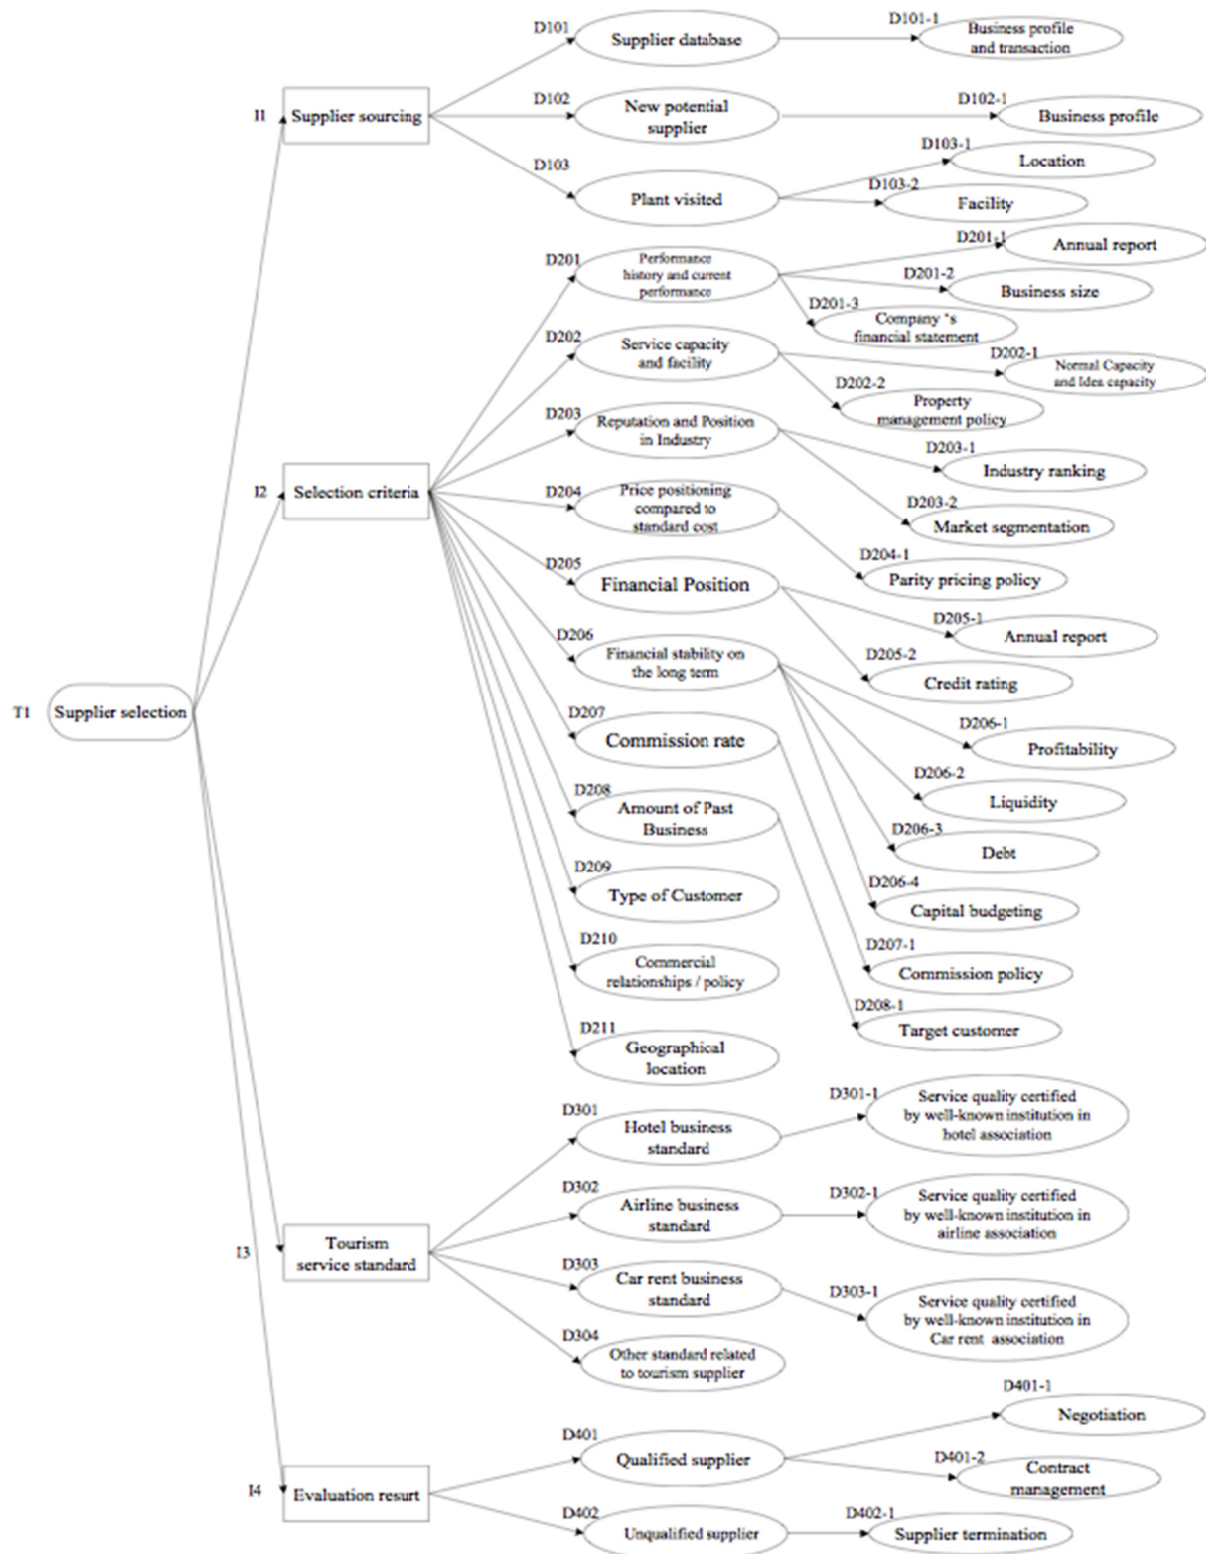 T1
Supplier selection
I1
Supplier sourcing
D101
Supplier database
D101-1
Business profile
and transaction
D102
New potential
supplier
D102-1
Business profile
D103
Plant visited
D103-1
Location
D103-2
Facility
I2
Selection criteria
D201
Performance
history and current
performance
D201-1
Annual report
D201-2
Business size
D201-3
Company 's
financial statement
D202
Service capacity
and facility
D202-1
Normal Capacity
and Idea capacity
D202-2
Property
management policy
D203
Reputation and Position
in Industry
D203-1
Industry ranking
D203-2
Market segmentation
D204
Price positioning
compared to
standard cost
D204-1
Parity pricing policy
D205
Financial Position
D205-1
Annual report
D205-2
Credit rating
D206
Financial stability on
the long term
D206-1
Profitability
D206-2
Liquidity
D206-3
Debt
D206-4
Capital budgeting
D207
Commission rate
D207-1
Commission policy
D208
Amount of Past
Business
D208-1
Target customer
D209
Type of Customer
D210
Commercial
relationships / policy
D211
Geographical
location
I3
Tourism
service standard
D301
Hotel business
standard
D301-1
Service quality certified
by well-known institution in
hotel association
D302
Airline business
standard
D302-1
Service quality certified
by well-known institution in
airline association
D303
Car rent business
standard
D303-1
Service quality certified
by well-known institution in
Car rent association
D304
Other standard related
to tourism supplier
I4
Evaluation resurt
D401
Qualified supplier
D401-1
Negotiation
D401-2
Contract
management
D402
Unqualified supplier
D402-1
Supplier termination